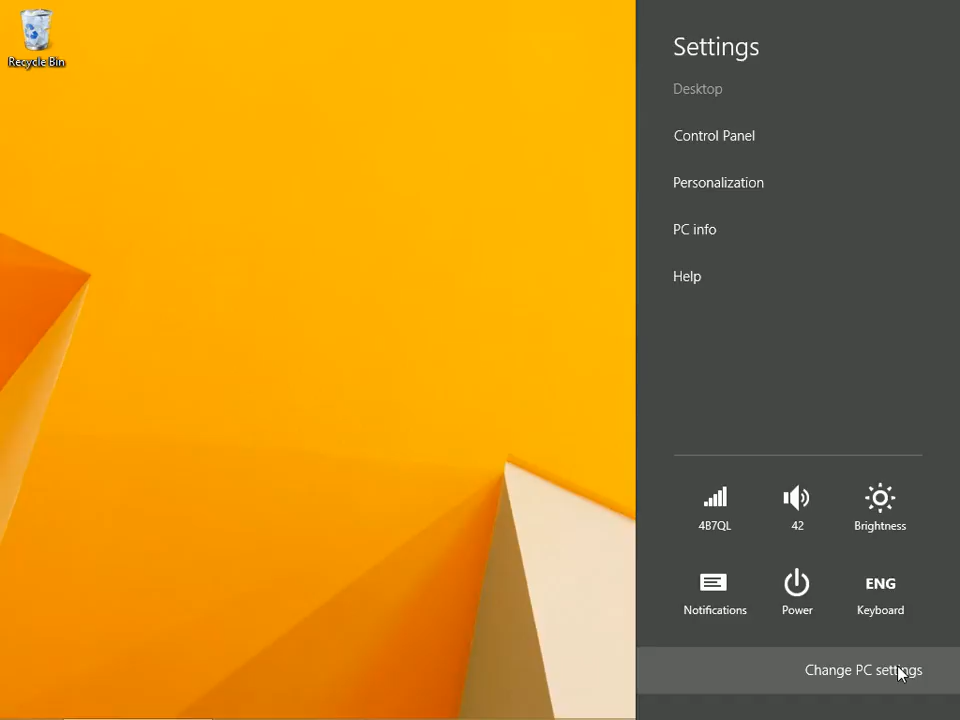 Recycle Bin
Settings
Desktop
Control Panel
Personalization
PC info
Help
4B7QL
42
Brightness
ENG
Notifications
Power
Keyboard
Change PC settings